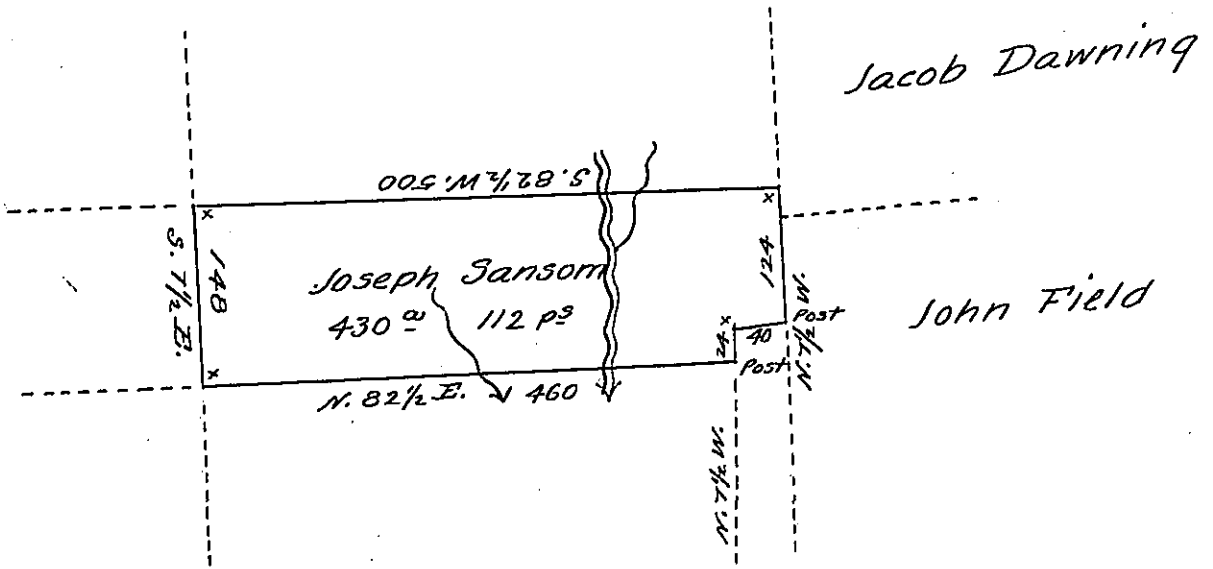 Jacob Dawning
S. 82½ W. 500
S. 7½ E.
148
Joseph Sansom
430 a 112 ps
124
N. 7½ W.
Post
John Field
24
40
Post
N. 82½ E. 460
N. 7½ W.